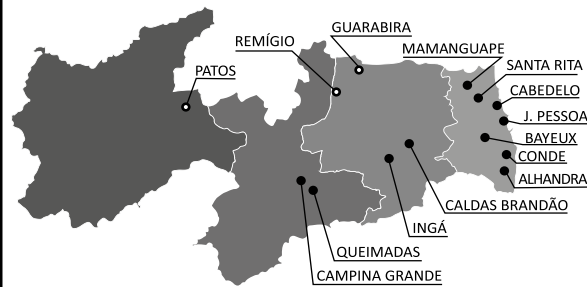 GUARABIRA
REMÍGIO
MAMANGUAPE
SANTA RITA
PATOS
CABEDELO
J. PESSOA
BAYEUX
CONDE
ALHANDRA
CALDAS BRANDÃO
INGÁ
QUEIMADAS
CAMPINA GRANDE